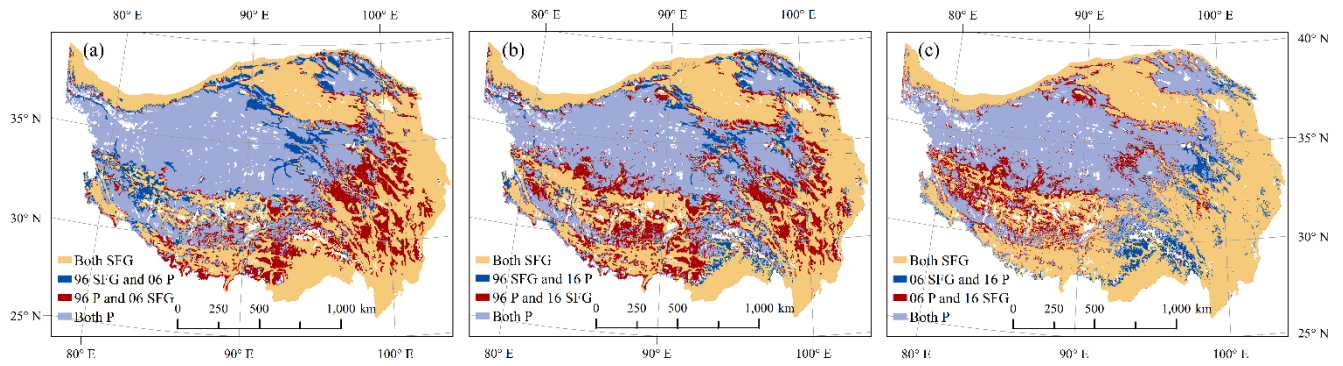 80° E 90° E 100° E 80° E 90° E 100° E 80° E 90° E 100° E
(a) (b) (c) 40° N
35° N 35° N
30° N 30° N
Both SFG Both SFG Both SFG
96 SFG and 06 P 96 SFG and 16 P 06 SFG and 16 P
96 P and 06 SFG 96 P and 16 SFG 06 P and 16 SFG
Both P Both P Both P
0 250 500 1,000 km 0 250 500 1,000 km 0 250 500 1,000 km
25° N 25° N
80° E 90° E 100° E 80° E 90° E 100° E 80° E 90° E 100° E